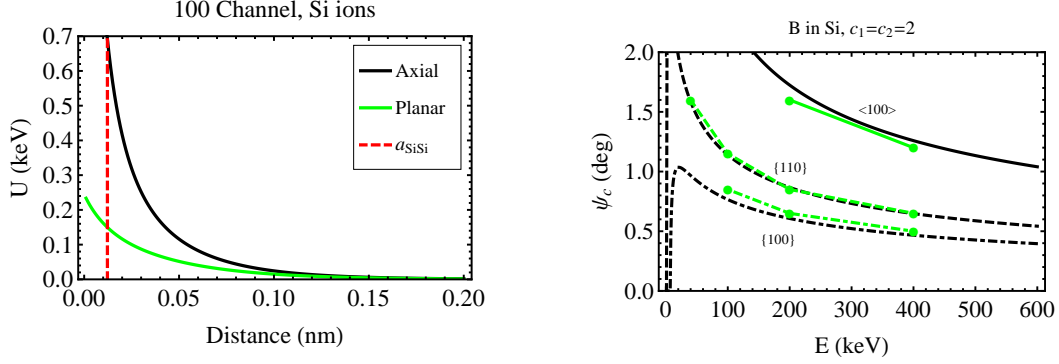 100 Channel, Si ions
U (keV)
0.7
0.6
0.5
0.4
0.3
0.2
0.1
0.0
Axial
Planar
aSiSi
0.00 0.05 0.10 0.15 0.20
Distance (nm)
B in Si, c1=c2=2
ψc (deg)
2.0
1.5
1.0
0.5
0.0
<100>
{110}
{100}
0 100 200 300 400 500 600
E (keV)